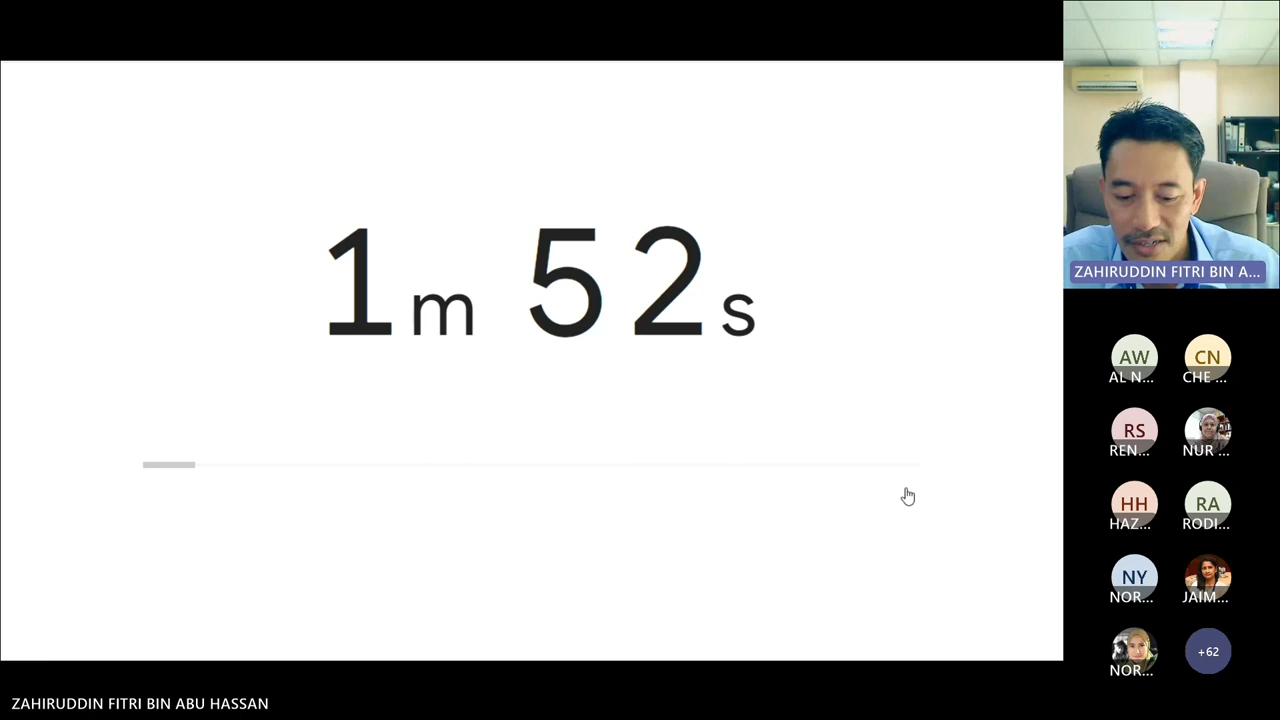 1m 52s
ZAHIRUDDIN FITRI BIN A...
AW CN
AL N... CHE ...
RS
REN... NUR ...
HH RA
HAZ... RODI...
NY
NOR... JAIM...
+62
NOR...
ZAHIRUDDIN FITRI BIN ABU HASSAN